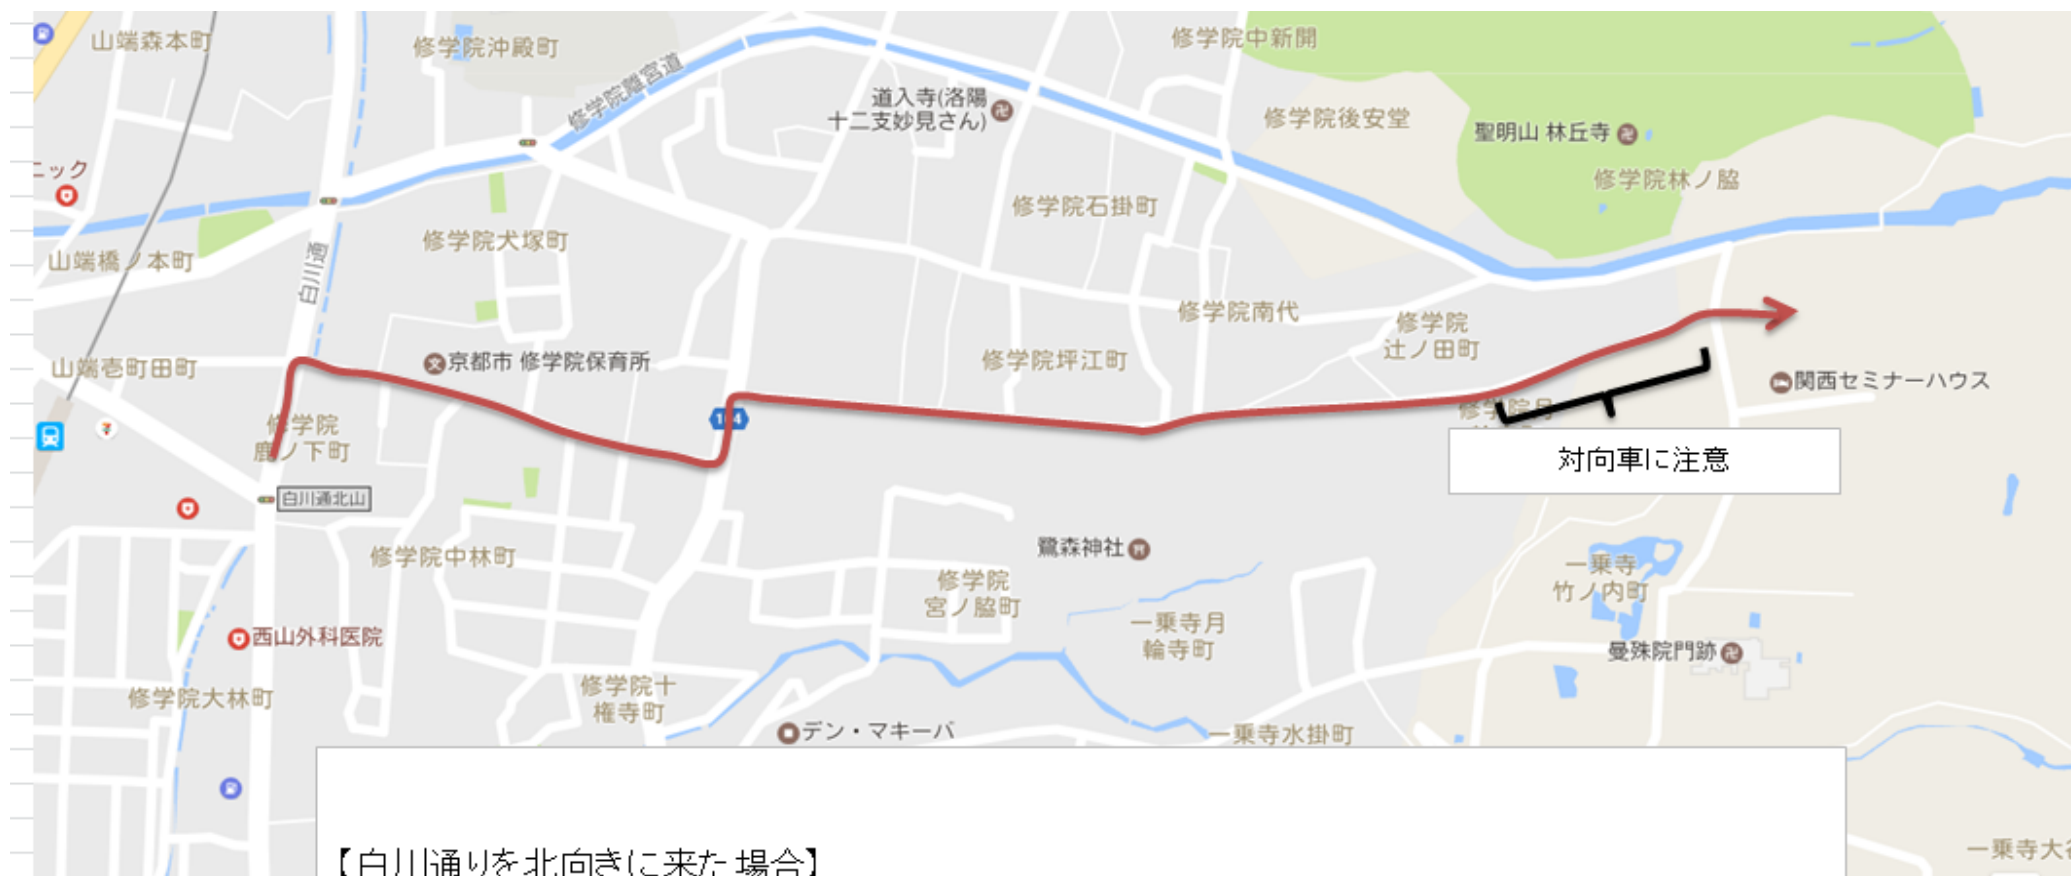 山端森本町
修学院沖殿町
修学院中新開
修学院離宮道
道入寺(洛陽
十二支妙見さん)
修学院後安堂
聖明山 林丘寺
ニック
修学院林ノ脇
修学院石掛町
修学院犬塚町
山端橋ノ本町
白川通
修学院南代
修学院
辻ノ田町
山端壱町田町
京都市 修学院保育所
修学院坪江町
関西セミナーハウス
修学院
鹿ノ下町
修学院月
対向車に注意
白川通北山
鷺森神社
修学院中林町
修学院
宮ノ脇町
一乗寺
竹ノ内町
一乗寺月
輪寺町
西山外科医院
曼殊院門跡
修学院大林町
修学院十
権寺町
デン・マキーバ
一乗寺水掛町
【白川通りを北向きに来た場合】
一乗寺大